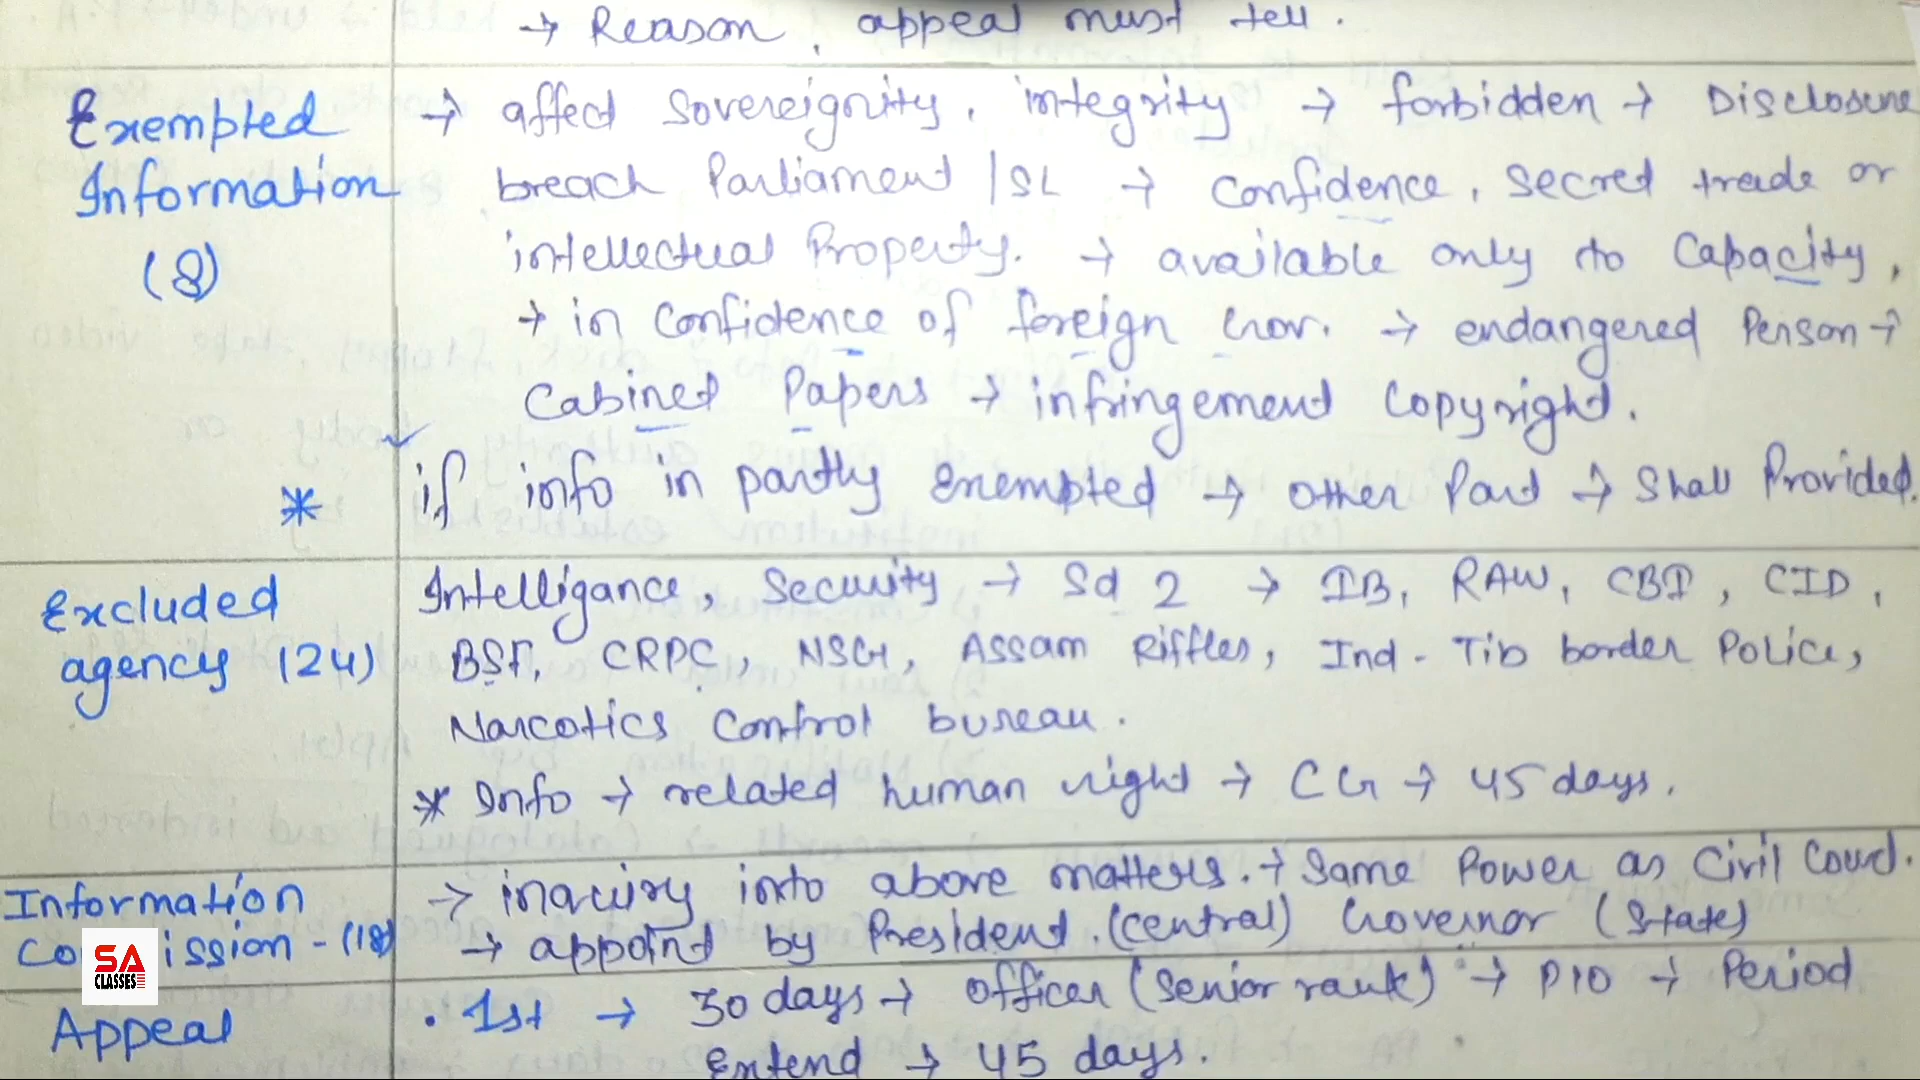 → Reason, appeal must tell.
Exempted
Information
(8)
→ affect Sovereignity, integrity → forbidden → Disclosure
breach Parliament / SL → Confidence, Secret trade or
intellectual Property. → available only to Capacity,
→ in Confidence of foreign Gov. → endangered Person →
Cabinet Papers → infringement Copyright.
* if info in partly Exempted → other Part → Shall Provided.
Excluded
agency (24)
Intelligance, Security → Sd 2 → IB, RAW, CBI, CID,
BSF, CRPC, NSG, Assam Riffles, Ind - Tib border Police,
Narcotics Control bureau.
* Info → related human right → CG → 45 days.
Information
Co ission - (18)
→ inquiry into above matters. → Same Power as Civil Court.
→ appoint by President. (Central) Governor (State)
SA
CLASSES
Appeal
. 1st → 30 days → officer (Senior rank) → PIO → Period
Extend → 45 days.